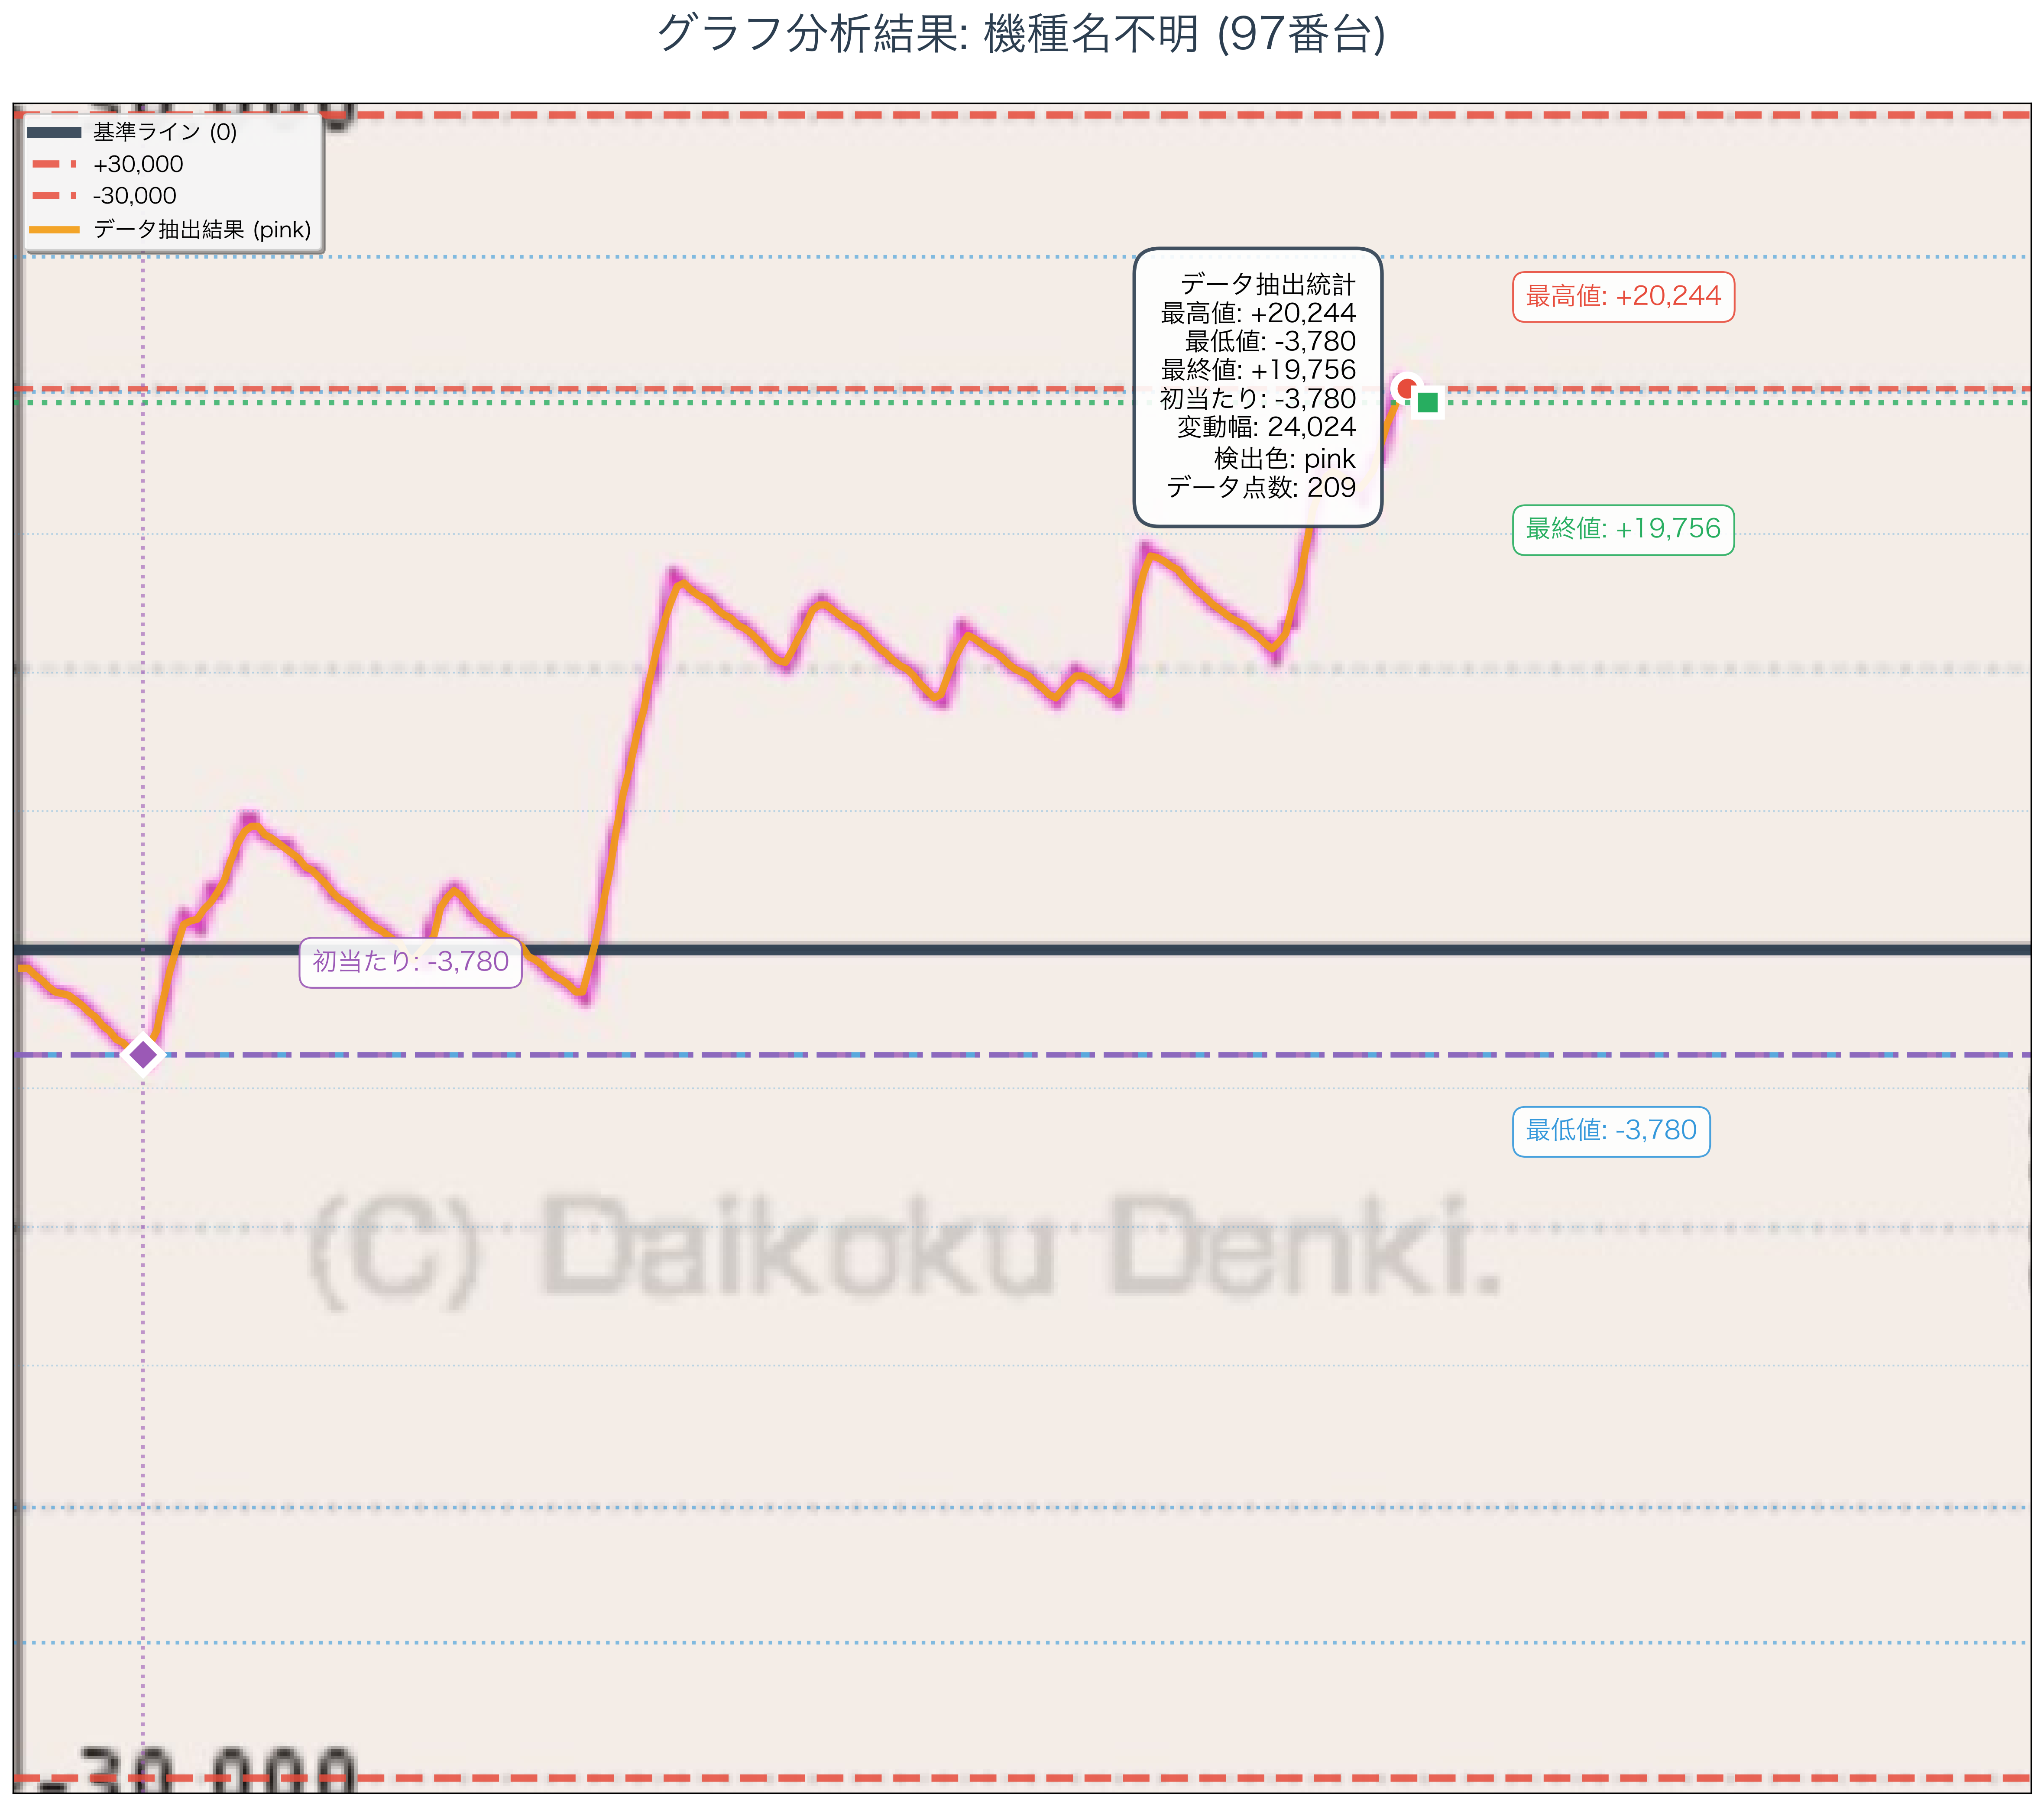 グラフ分析結果: 機種名不明 (97番台)
基準ライン (0)
+30,000
-30,000
データ抽出結果 (pink)
データ抽出統計
最高値: +20,244
最低値: -3,780
最終値: +19,756
初当たり: -3,780
変動幅: 24,024
検出色: pink
データ点数: 209
最高値: +20,244
最終値: +19,756
初当たり: -3,780
最低値: -3,780
(C) Daikoku Denki.
-30,000